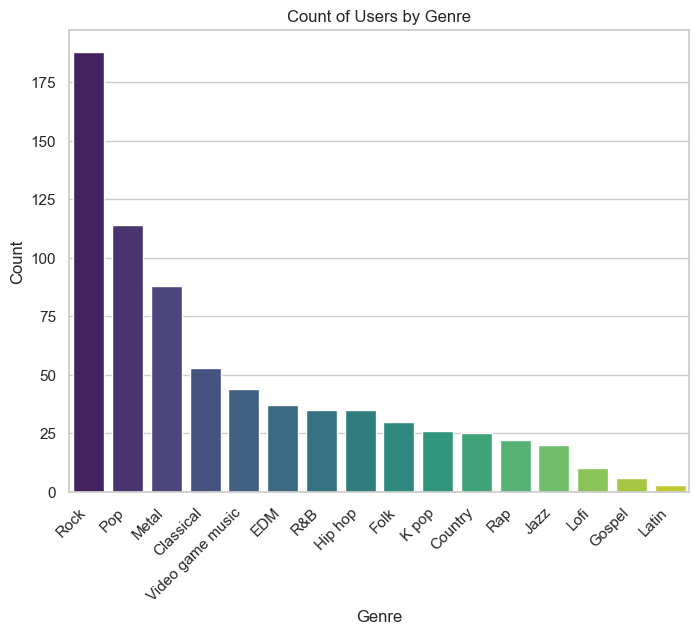 Count of Users by Genre
Count
175
150
125
100
75
50
25
0
Rock
Pop
Metal
Classical
Video game music
EDM
R&B
Hip hop
Folk
K pop
Country
Rap
Jazz
Lofi
Gospel
Latin
Genre